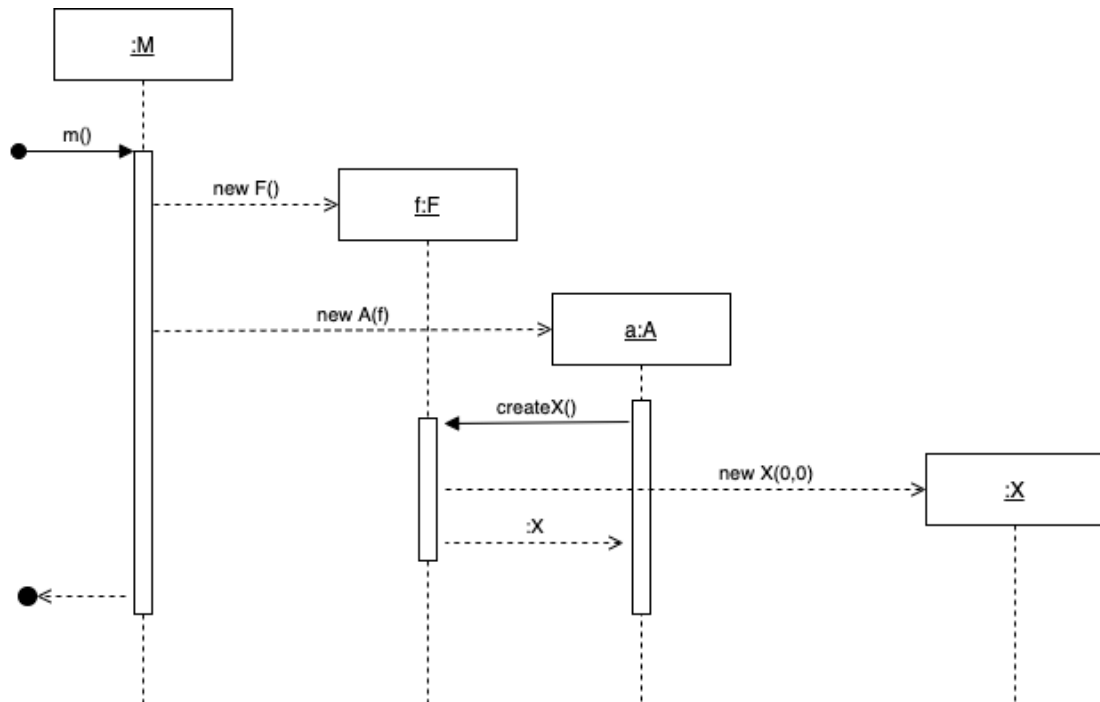 :M
m()
new F()
f:F
new A(f)
a:A
createX()
new X(0,0)
:X
:X